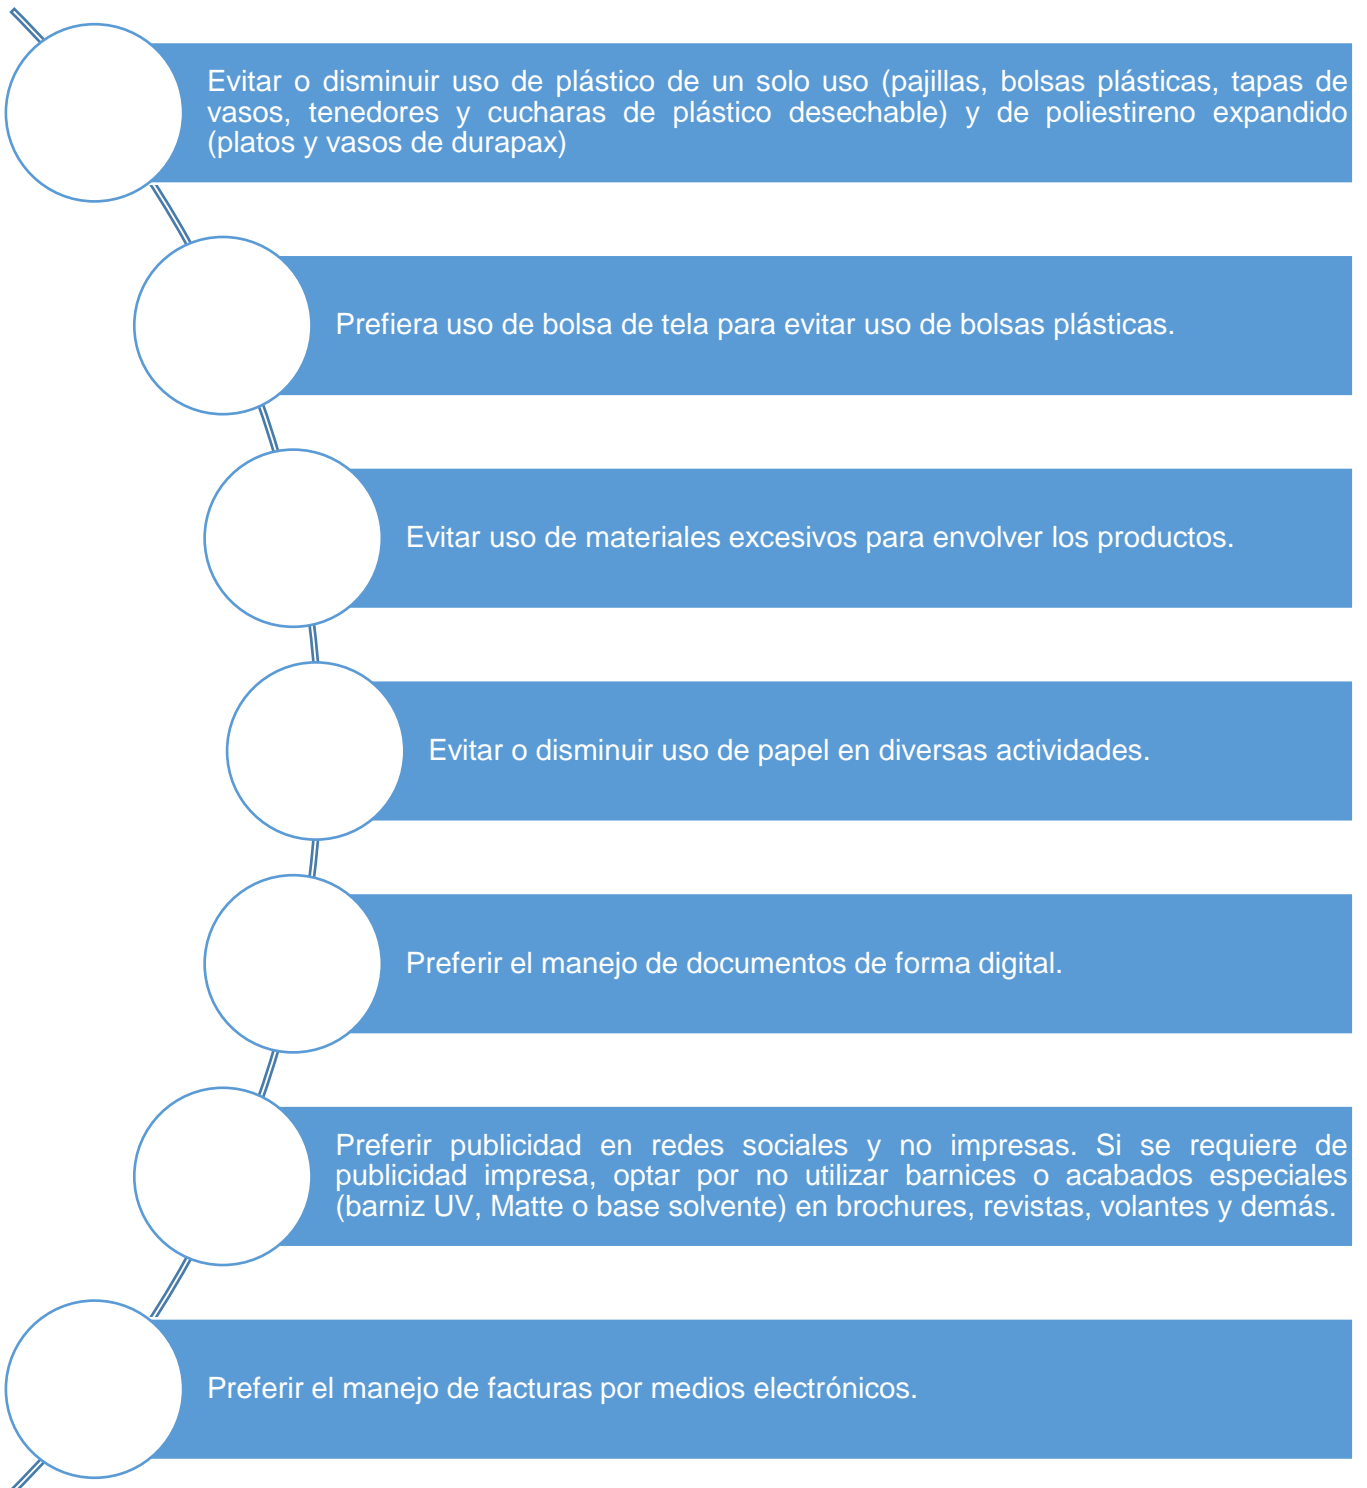 Evitar o disminuir uso de plástico de un solo uso (pajillas, bolsas plásticas, tapas de
vasos, tenedores y cucharas de plástico desechable) y de poliestireno expandido
(platos y vasos de durapax)
Prefiera uso de bolsa de tela para evitar uso de bolsas plásticas.
Evitar uso de materiales excesivos para envolver los productos.
Evitar o disminuir uso de papel en diversas actividades.
Preferir el manejo de documentos de forma digital.
Preferir publicidad en redes sociales y no impresas. Si se requiere de
publicidad impresa, optar por no utilizar barnices o acabados especiales
(barniz UV, Matte o base solvente) en brochures, revistas, volantes y demás.
Preferir el manejo de facturas por medios electrónicos.